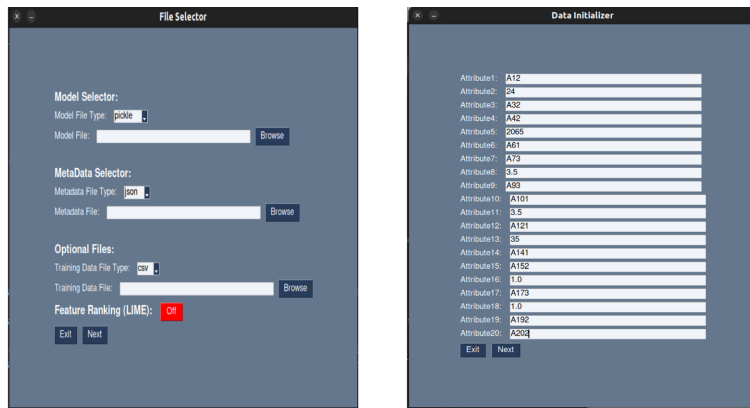 File Selector
Model Selector:
Model File Type: pickle
Model File: Browse
MetaData Selector:
Metadata File Type: json
Metadata File: Browse
Optional Files:
Training Data File Type: csv
Training Data File: Browse
Feature Ranking (LIME): Off
Exit Next
Data Initializer
Attribute1: A12
Attribute2: 24
Attribute3: A32
Attribute4: A42
Attribute5: 2065
Attribute6: A61
Attribute7: A73
Attribute8: 3.5
Attribute9: A93
Attribute10: A101
Attribute11: 3.5
Attribute12: A121
Attribute13: 35
Attribute14: A141
Attribute15: A152
Attribute16: 1.0
Attribute17: A173
Attribute18: 1.0
Attribute19: A192
Attribute20: A202
Exit Next